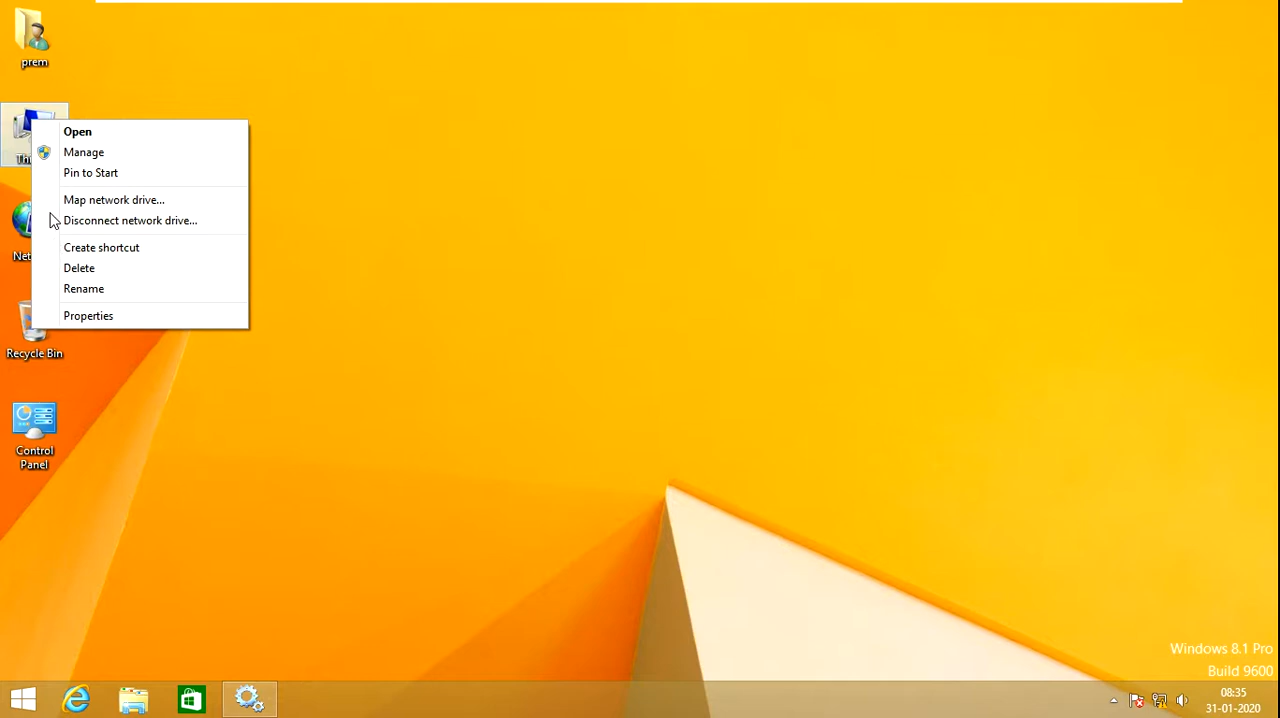 prem
Open
Manage
Pin to Start
Map network drive...
Disconnect network drive...
Create shortcut
Delete
Rename
Properties
Recycle Bin
Control
Panel
Windows 8.1 Pro
Build 9600
08:35
31-01-2020